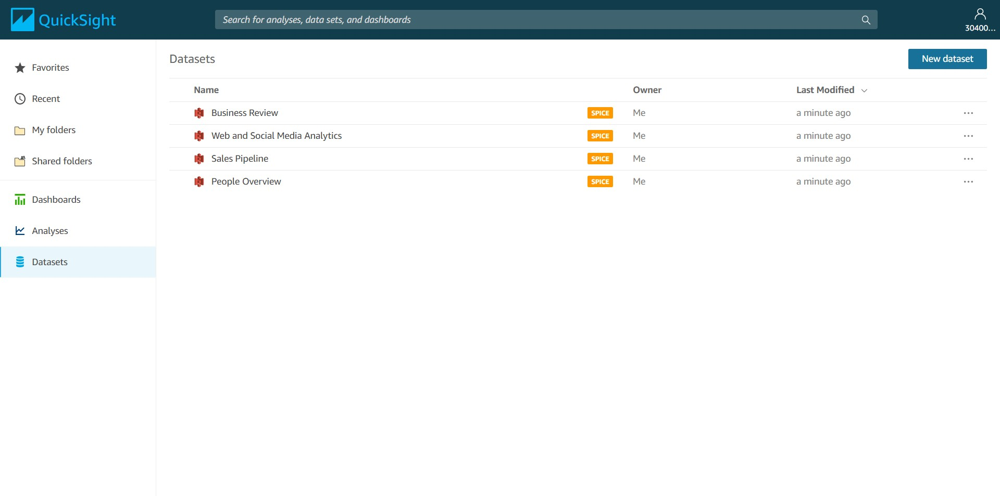 QuickSight
Search for analyses, data sets, and dashboards
30400...
Favorites
Recent
My folders
Shared folders
Dashboards
Analyses
Datasets
Datasets
New dataset
Name Owner Last Modified
Business Review SPICE Me a minute ago
Web and Social Media Analytics SPICE Me a minute ago
Sales Pipeline SPICE Me a minute ago
People Overview SPICE Me a minute ago